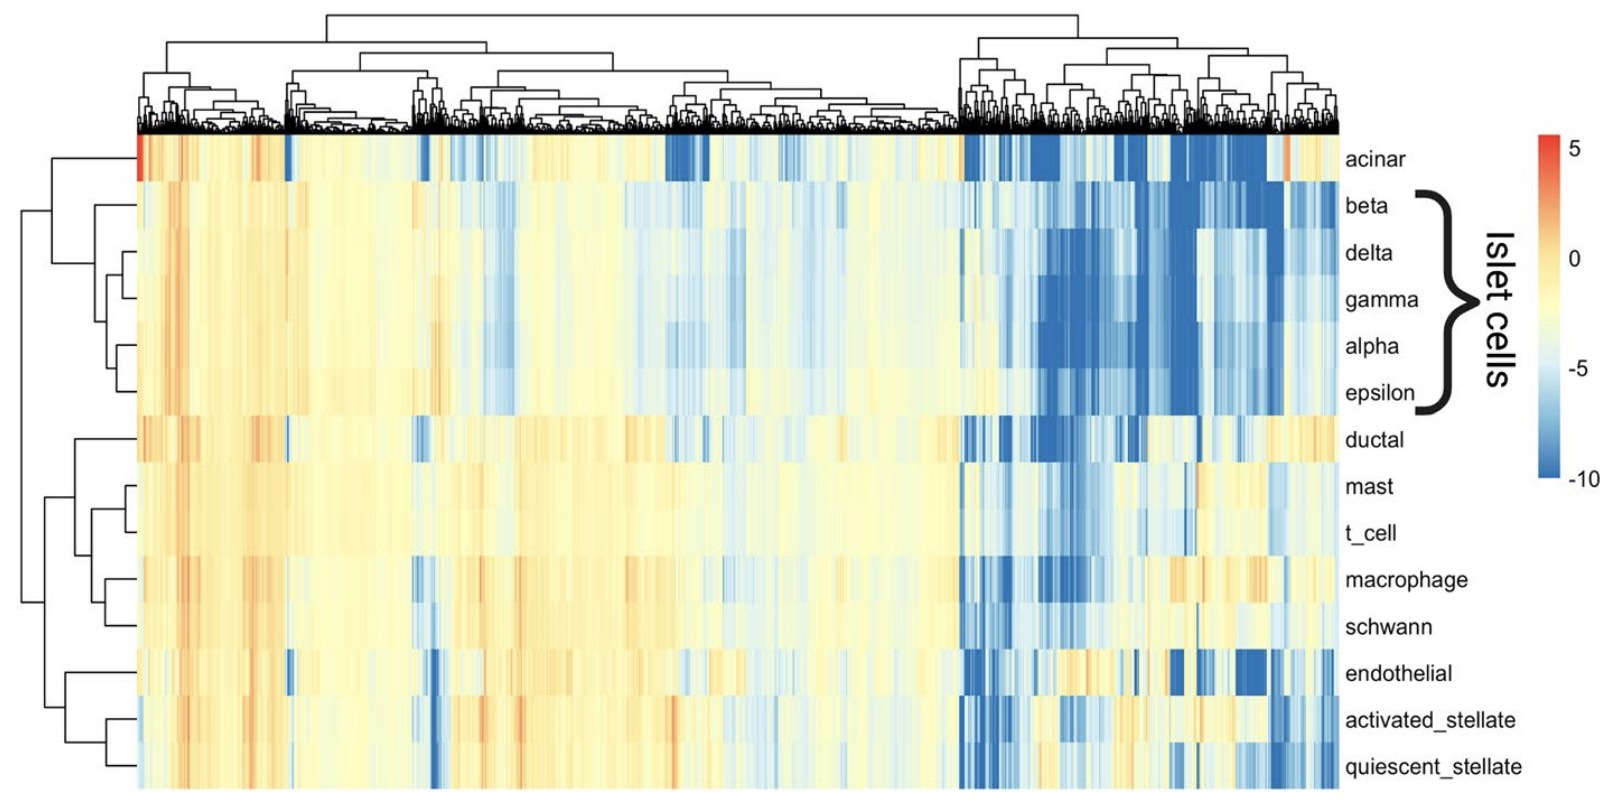 acinar
beta
delta
gamma
alpha
epsilon
ductal
mast
t_cell
macrophage
schwann
endothelial
activated_stellate
quiescent_stellate
Islet cells
5
0
-5
-10